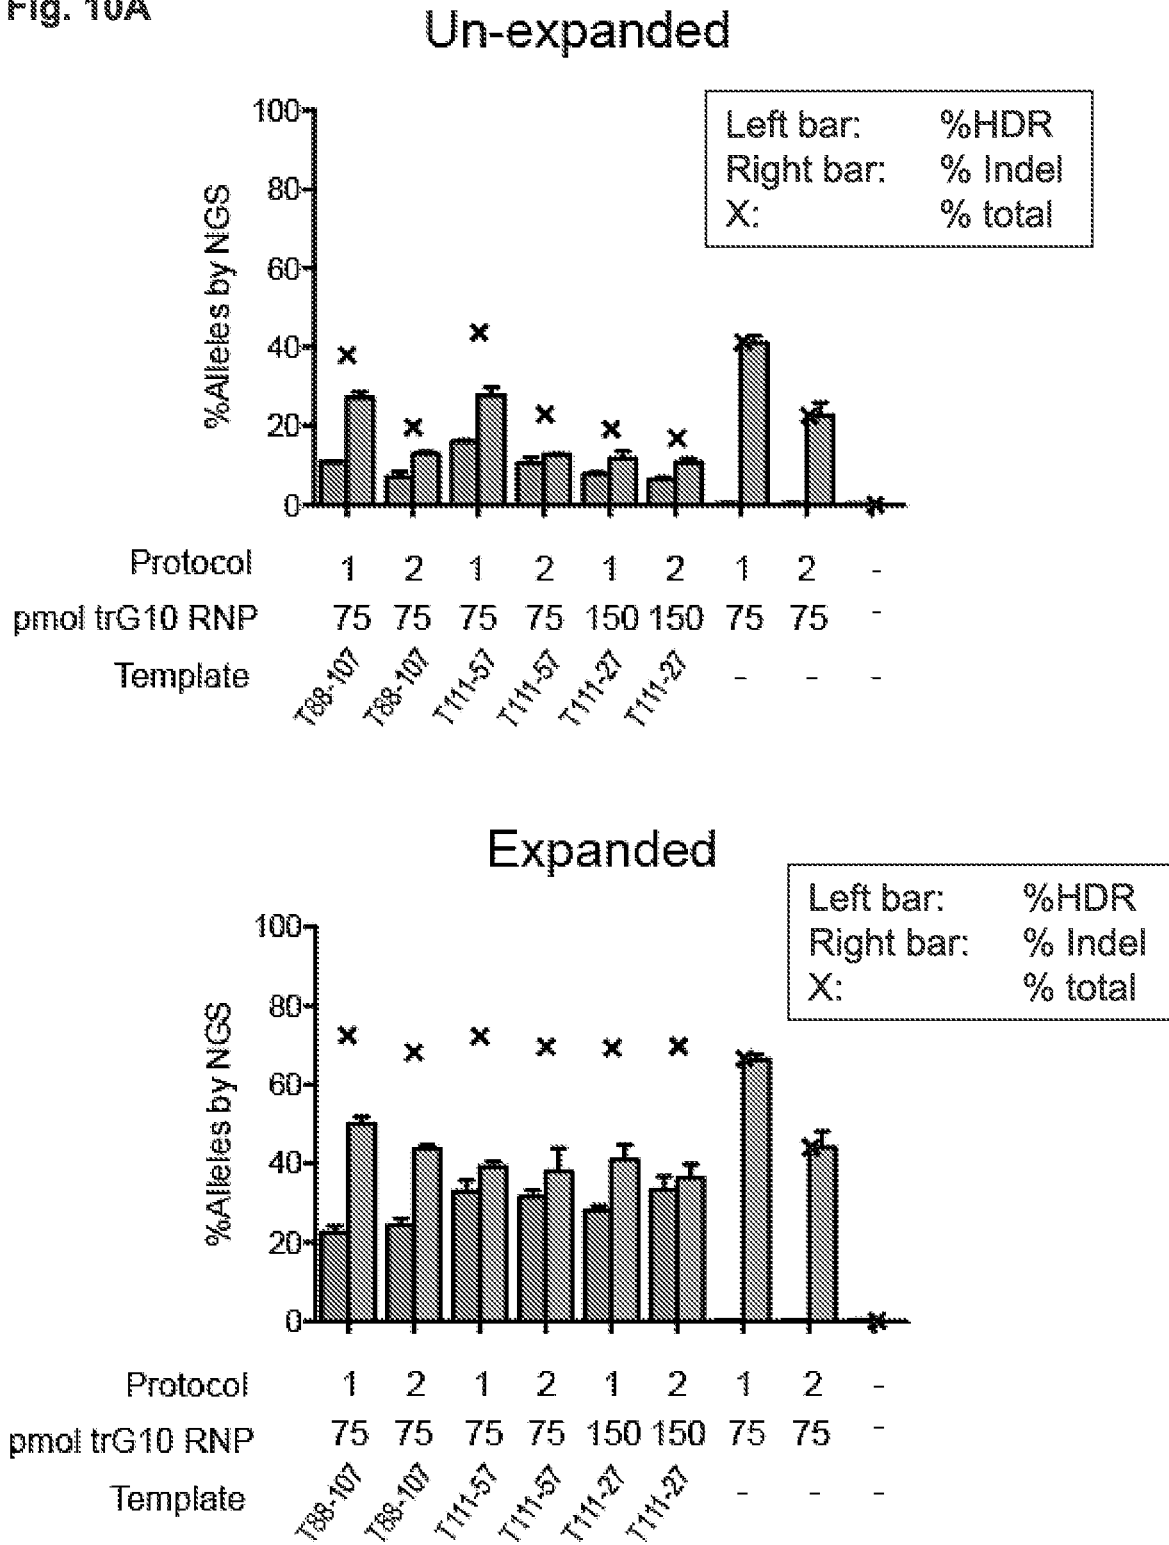 Fig. 10A
Un-expanded
Left bar: %HDR
Right bar: % Indel
X: % total
%Alleles by NGS
100
80
60
40
20
0
Protocol 1 2 1 2 1 2 1 2 -
pmol trG10 RNP 75 75 75 75 150 150 75 75 -
Template T88-107 T88-107 T111-57 T111-57 T111-27 T111-27 - - -
Expanded
Left bar: %HDR
Right bar: % Indel
X: % total
%Alleles by NGS
100
80
60
40
20
0
Protocol 1 2 1 2 1 2 1 2 -
pmol trG10 RNP 75 75 75 75 150 150 75 75 -
Template T88-107 T88-107 T111-57 T111-57 T111-27 T111-27 - - -